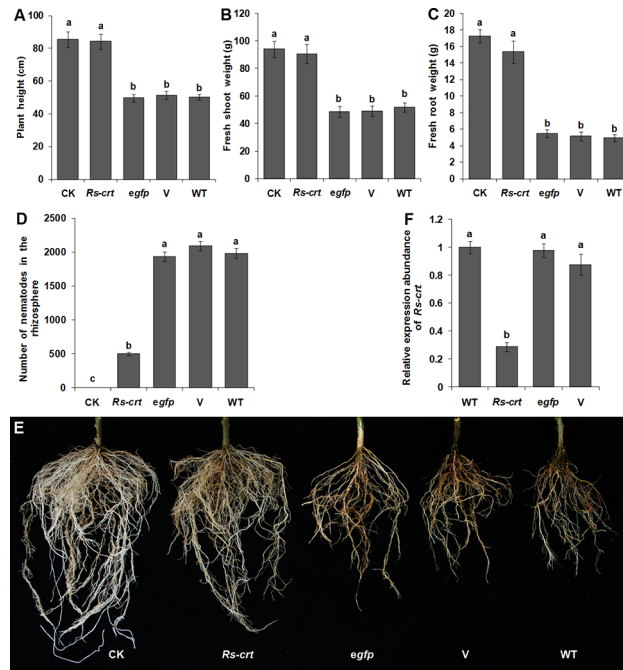 A
Plant height (cm)
100
80
60
40
20
0
a
a
b
b
b
CK
Rs-crt
egfp
V
WT
B
Fresh shoot weight (g)
120
100
80
60
40
20
0
a
a
b
b
b
CK
Rs-crt
egfp
V
WT
C
Fresh root weight (g)
20
18
16
14
12
10
8
6
4
2
0
a
a
b
b
b
CK
Rs-crt
egfp
V
WT
D
Number of nematodes in the
rhizosphere
2500
2000
1500
1000
500
0
c
b
a
a
a
CK
Rs-crt
egfp
V
WT
F
Relative expression abundance
of Rs-crt
1.2
1
0.8
0.6
0.4
0.2
0
a
b
a
a
WT
Rs-crt
egfp
V
E
CK
Rs-crt
egfp
V
WT